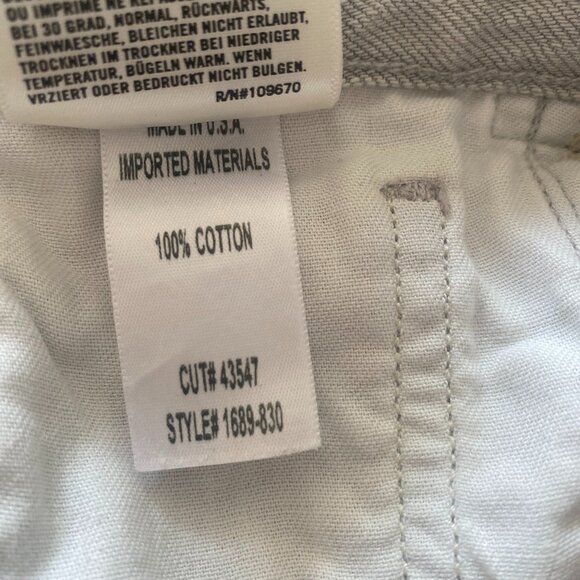 OU IMPRIME NE REPAS
BEI 30 GRAD, NORMAL, RÜCKWÄRTS,
FEINWAESCHE, BLEICHEN NICHT ERLAUBT,
TROCKNEN IM TROCKNER BEI NIEDRIGER
TEMPERATUR, BÜGELN WARM. WENN
VRZIERT ODER BEDRUCKT NICHT BULGEN.
R/N#109670
MADE IN U.S.A.
IMPORTED MATERIALS
100% COTTON
CUT# 43547
STYLE# 1689-830